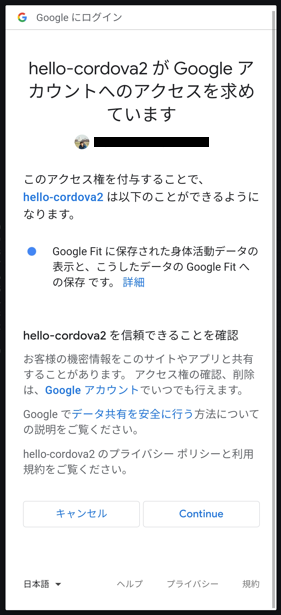 Google にログイン
hello-cordova2 が Google ア
カウントへのアクセスを求め
ています
このアクセス権を付与することで、
hello-cordova2 は以下のことができるように
なります。
Google Fit に保存された身体活動データの
表示と、こうしたデータの Google Fit へ
の保存 です。 詳細
hello-cordova2 を信頼できることを確認
お客様の機密情報をこのサイトやアプリと共有
することがあります。 アクセス権の確認、削除
は、Google アカウントでいつでも行えます。
Google でデータ共有を安全に行う方法について
の説明をご覧ください。
hello-cordova2 のプライバシー ポリシーと利用
規約をご覧ください。
キャンセル Continue
日本語 ヘルプ プライバシー 規約